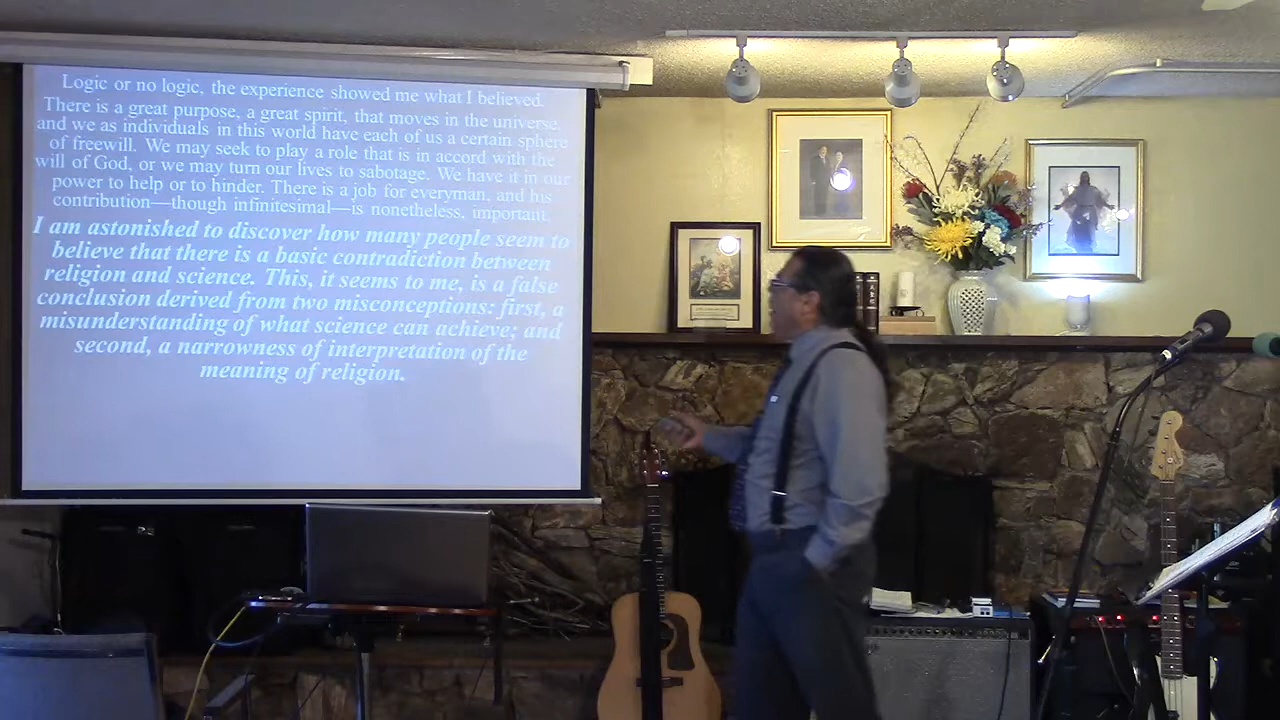 Logic or no logic, the experience showed me what I believed.
There is a great purpose, a great spirit, that moves in the universe,
and we as individuals in this world have each of us a certain sphere
of freewill. We may seek to play a role that is in accord with the
will of God, or we may turn our lives to sabotage. We have it in our
power to help or to hinder. There is a job for everyman, and his
contribution—though infinitesimal—is nonetheless, important.
I am astonished to discover how many people seem to
believe that there is a basic contradiction between
religion and science. This, it seems to me, is a false
conclusion derived from two misconceptions: first, a
misunderstanding of what science can achieve; and
second, a narrowness of interpretation of the
meaning of religion.